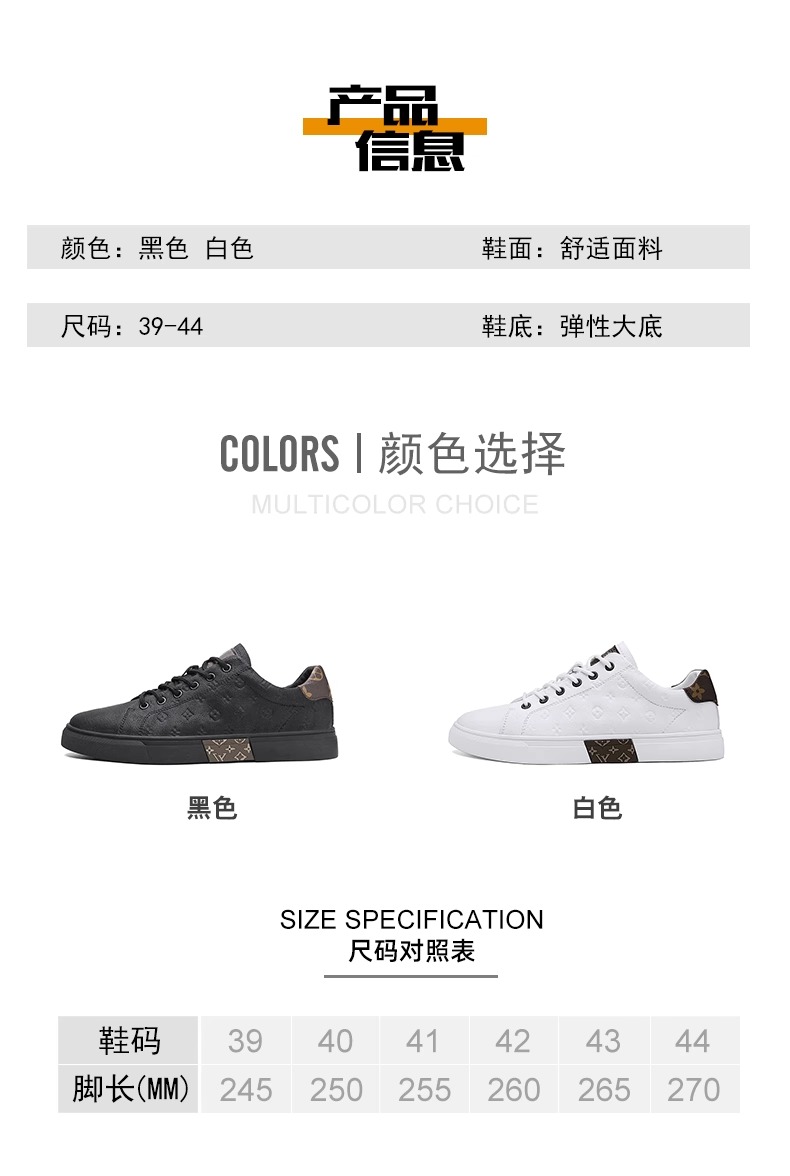 产品
信息
颜色：黑色 白色 鞋面：舒适面料
尺码：39-44 鞋底：弹性大底
COLORS | 颜色选择
MULTICOLOR CHOICE
黑色 白色
SIZE SPECIFICATION
尺码对照表
鞋码 39 40 41 42 43 44
脚长(MM) 245 250 255 260 265 270